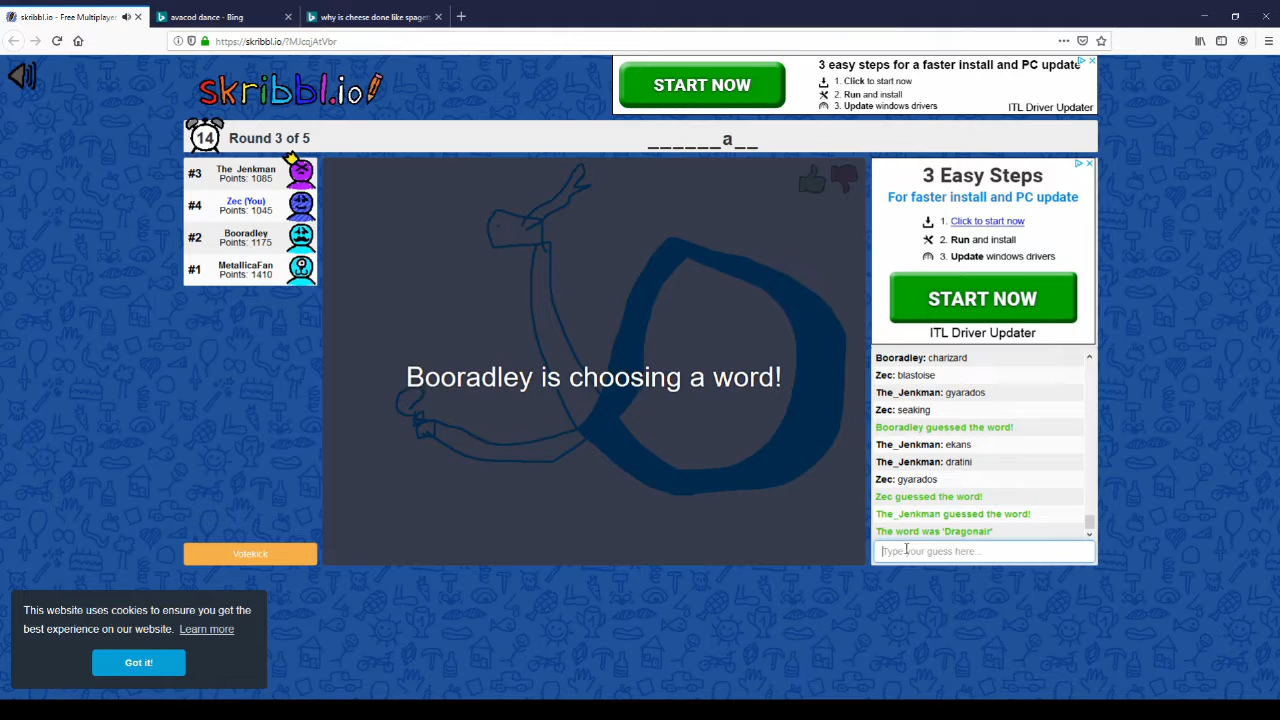 skribbl.io - Free Multiplayer
avacod dance - Bing
why is cheese done like spaget
https://skribbl.io/?MJcqjAtVbr
skribbl.io
START NOW
3 easy steps for a faster install and PC update
1. Click to start now
2. Run and install
3. Update windows drivers
ITL Driver Updater
14
Round 3 of 5
______a__
#3
The_Jenkman
Points: 1085
#4
Zec (You)
Points: 1045
#2
Booradley
Points: 1175
#1
MetallicaFan
Points: 1410
Booradley is choosing a word!
Votekick
3 Easy Steps
For faster install and PC update
1. Click to start now
2. Run and install
3. Update windows drivers
START NOW
ITL Driver Updater
Booradley: charizard
Zec: blastoise
The_Jenkman: gyarados
Zec: seaking
Booradley guessed the word!
The_Jenkman: ekans
The_Jenkman: dratini
Zec: gyarados
Zec guessed the word!
The_Jenkman guessed the word!
The word was 'Dragonair'
Type your guess here...
This website uses cookies to ensure you get the
best experience on our website. Learn more
Got it!